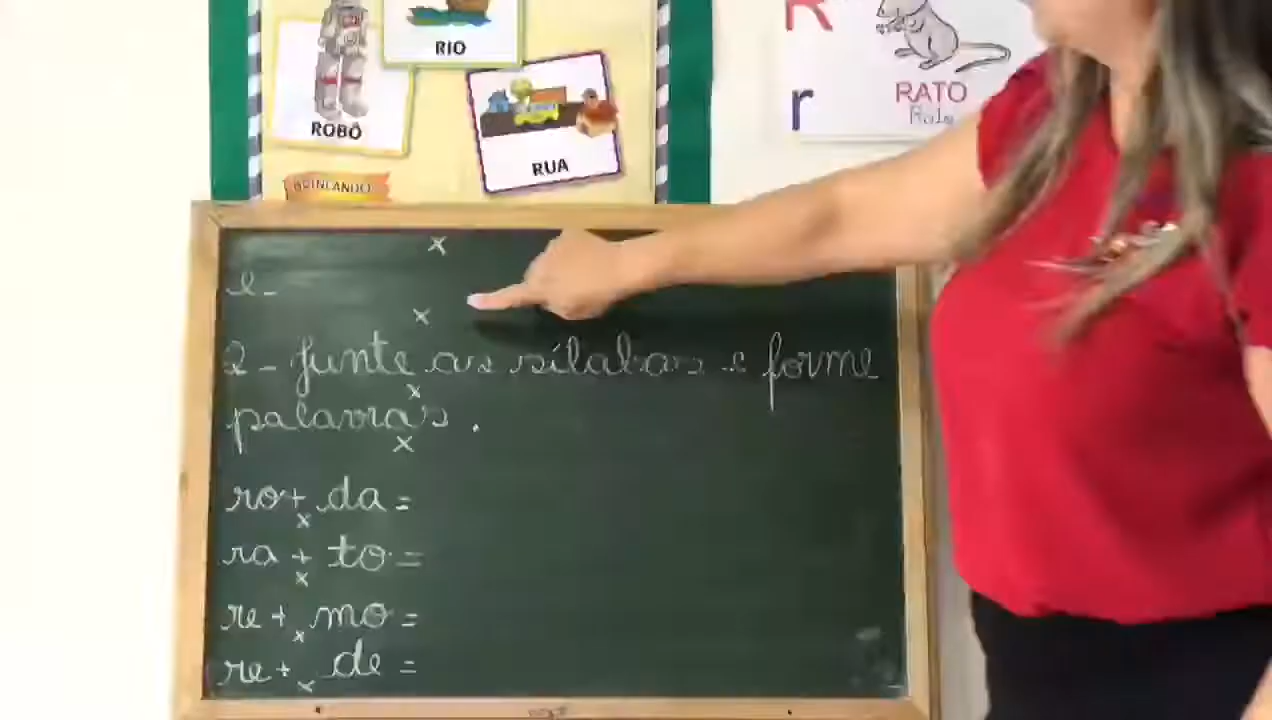 RIO
ROBÔ
RUA
BRINCANDO
R
r
RATO
Rato
x
e-
x
2- Junte as sílabas e forme
x
palavras.
x
ro + da =
x
ra + to =
x
re + mo =
x
re + de =
x